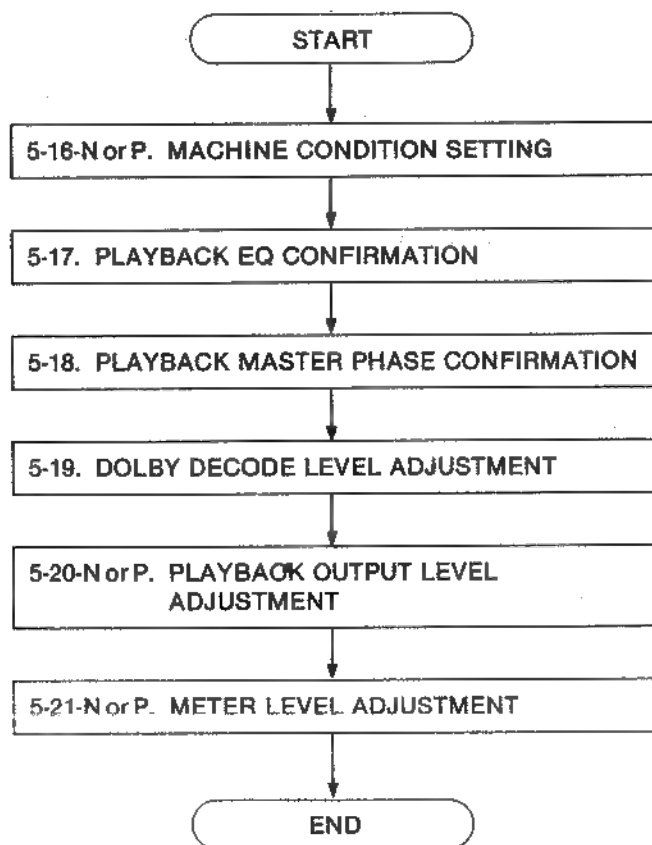 START
5-16-N or P. MACHINE CONDITION SETTING
5-17. PLAYBACK EQ CONFIRMATION
5-18. PLAYBACK MASTER PHASE CONFIRMATION
5-19. DOLBY DECODE LEVEL ADJUSTMENT
5-20-N or P. PLAYBACK OUTPUT LEVEL
ADJUSTMENT
5-21-N or P. METER LEVEL ADJUSTMENT
END